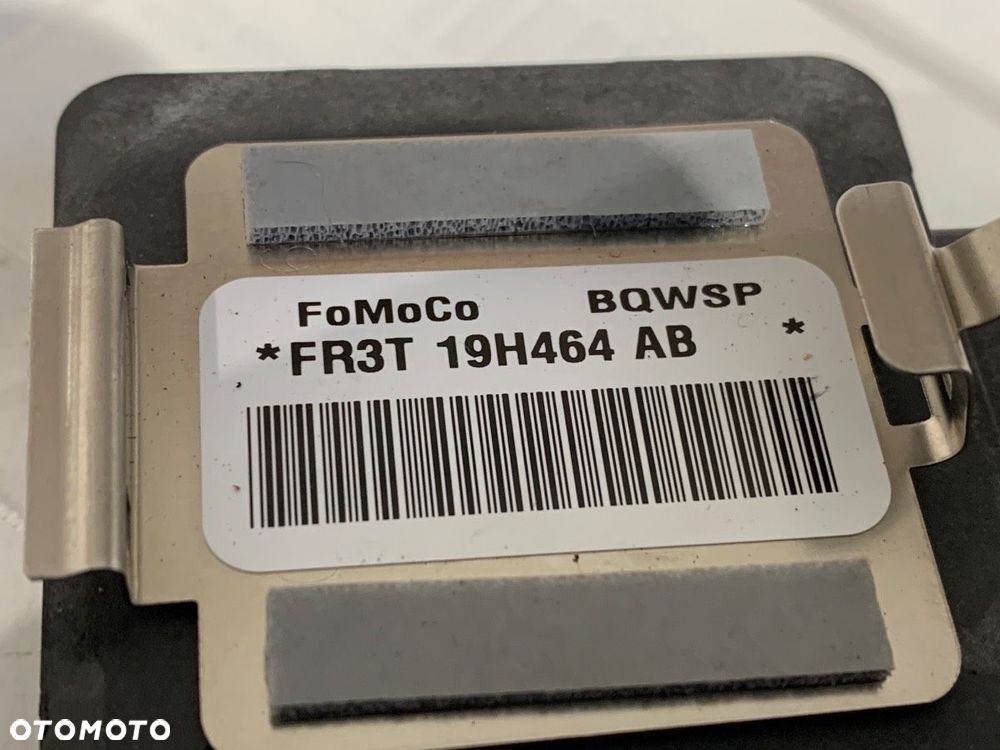 FoMoCo BQWSP
*FR3T 19H464 AB *
OTOMOTO